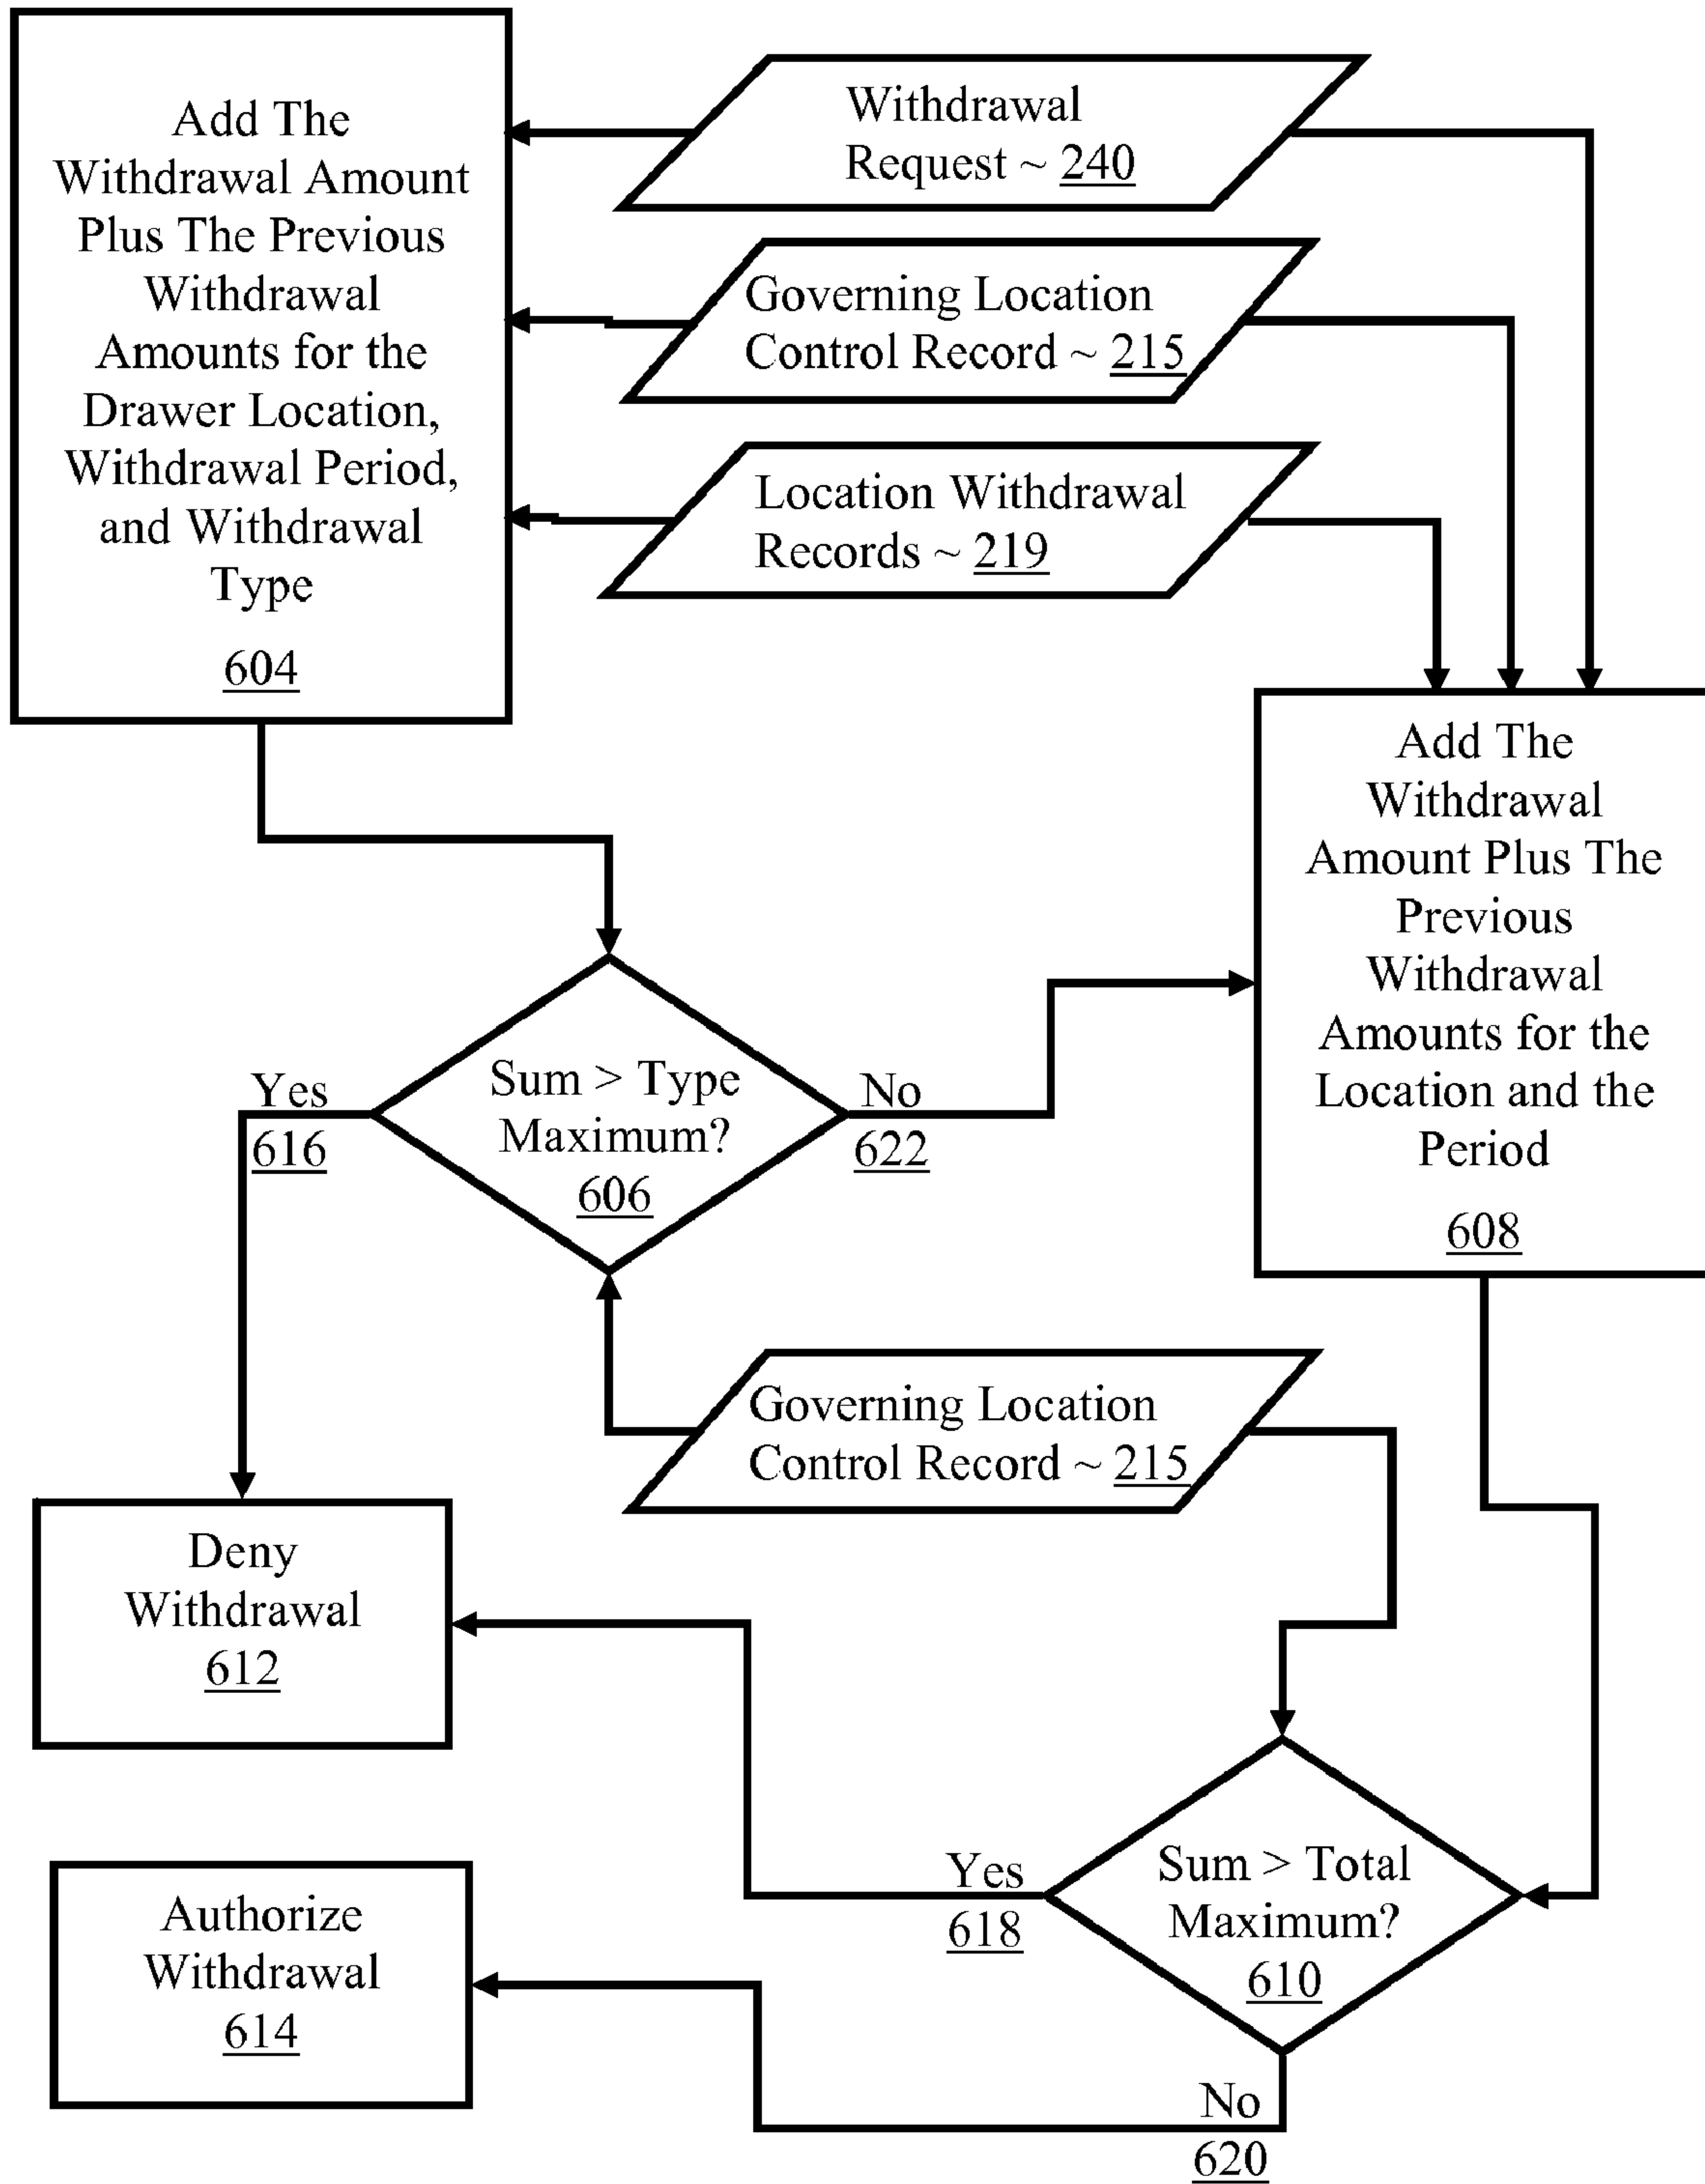 Add The
Withdrawal Amount
Plus The Previous
Withdrawal
Amounts for the
Drawer Location,
Withdrawal Period,
and Withdrawal
Type
604
Withdrawal
Request ~ 240
Governing Location
Control Record ~ 215
Location Withdrawal
Records ~ 219
Add The
Withdrawal
Amount Plus The
Previous
Withdrawal
Amounts for the
Location and the
Period
608
Sum > Type
Maximum?
606
Yes
616
No
622
Governing Location
Control Record ~ 215
Deny
Withdrawal
612
Sum > Total
Maximum?
610
Yes
618
No
620
Authorize
Withdrawal
614